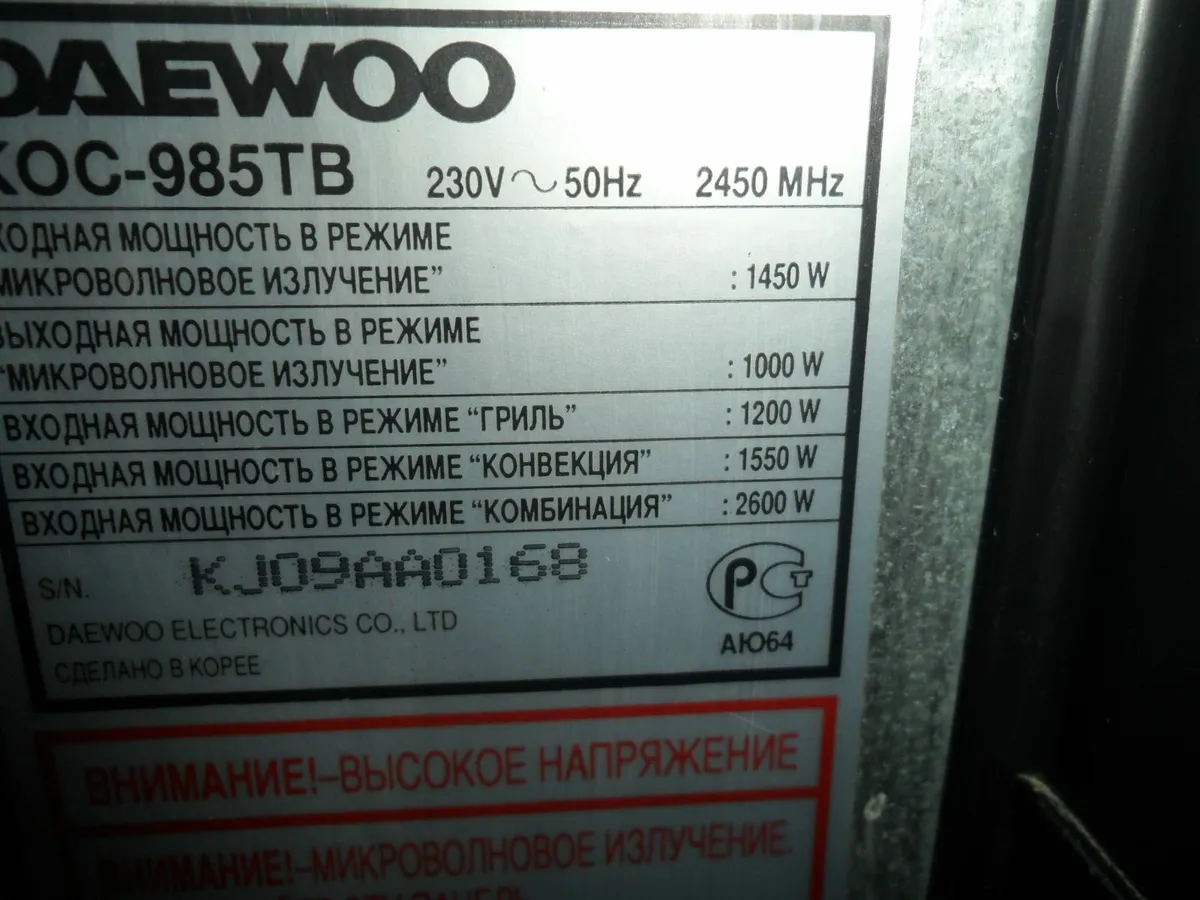 DAEWOO
KOC-985TB 230V~50Hz 2450 MHz
ВХОДНАЯ МОЩНОСТЬ В РЕЖИМЕ
“МИКРОВОЛНОВОЕ ИЗЛУЧЕНИЕ” : 1450 W
ВЫХОДНАЯ МОЩНОСТЬ В РЕЖИМЕ
“МИКРОВОЛНОВОЕ ИЗЛУЧЕНИЕ” : 1000 W
ВХОДНАЯ МОЩНОСТЬ В РЕЖИМЕ “ГРИЛЬ” : 1200 W
ВХОДНАЯ МОЩНОСТЬ В РЕЖИМЕ “КОНВЕКЦИЯ” : 1550 W
ВХОДНАЯ МОЩНОСТЬ В РЕЖИМЕ “КОМБИНАЦИЯ” : 2600 W
S/N. KJ09AA0168
РСТ
DAEWOO ELECTRONICS CO., LTD
АЮ64
СДЕЛАНО В КОРЕЕ
ВНИМАНИЕ!–ВЫСОКОЕ НАПРЯЖЕНИЕ
ВНИМАНИЕ!–МИКРОВОЛНОВОЕ ИЗЛУЧЕНИЕ.